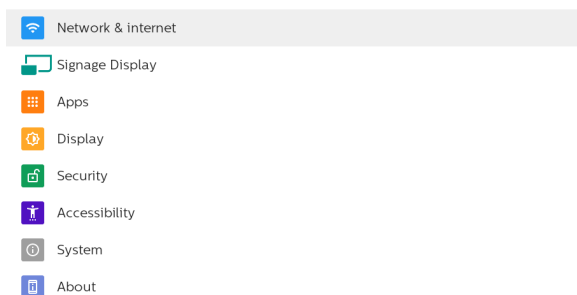 Network & internet
Signage Display
Apps
Display
Security
Accessibility
System
About